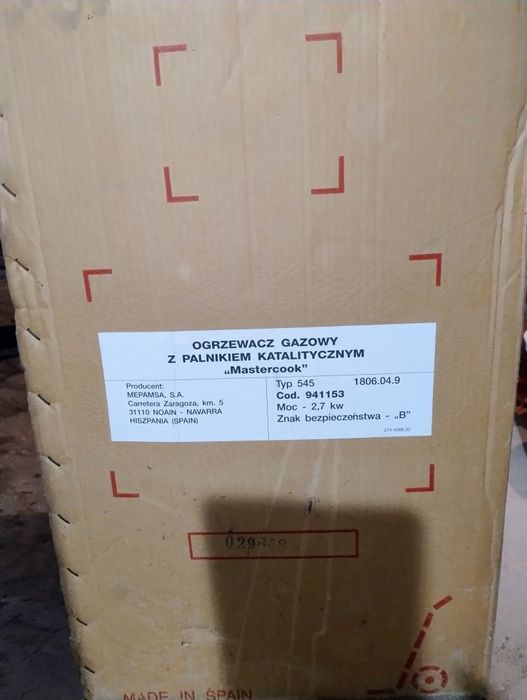 OGRZEWACZ GAZOWY
Z PALNIKIEM KATALITYCZNYM
„Mastercook”
Producent:
MEPAMSA, S.A.
Carretera Zaragoza, km. 5
31110 NOAIN - NAVARRA
HISZPANIA (SPAIN)
Typ 545 1806.04.9
Cod. 941153
Moc - 2,7 kw
Znak bezpieczeństwa - „B”
MADE IN SPAIN